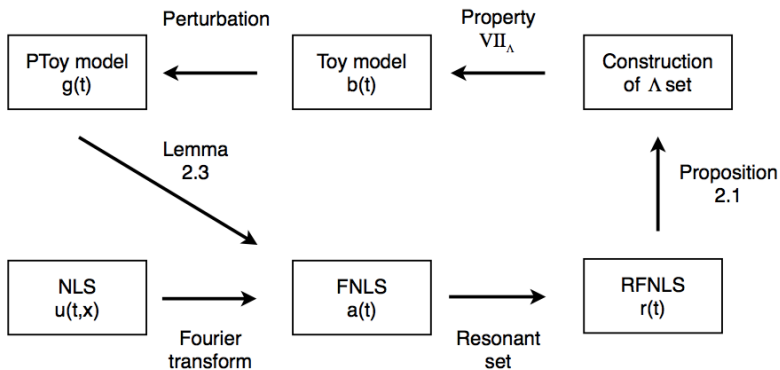 Perturbation
Property
VII_Λ
PToy model
g(t)
Toy model
b(t)
Construction
of Λ set
Lemma
2.3
Proposition
2.1
NLS
u(t,x)
FNLS
a(t)
RFNLS
r(t)
Fourier
transform
Resonant
set